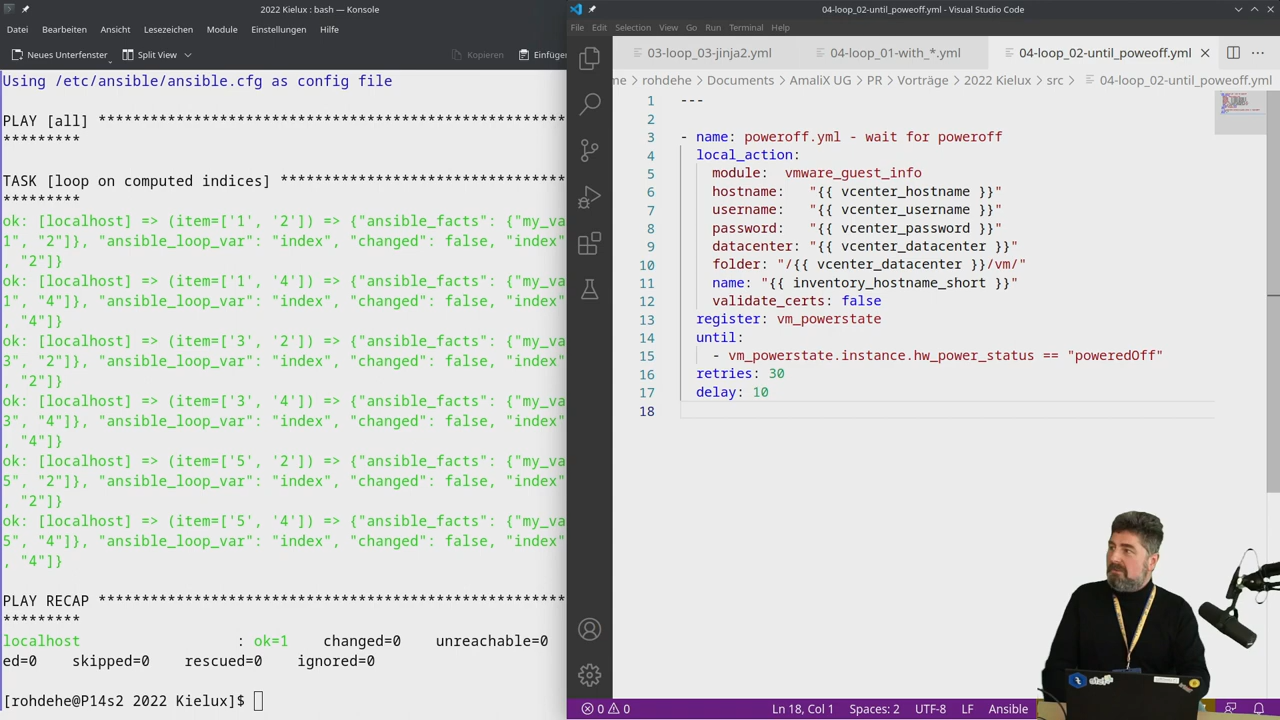 2022 Kielux : bash — Konsole
Datei Bearbeiten Ansicht Lesezeichen Module Einstellungen Hilfe
Neues Unterfenster Split View Kopieren Einfüger
Using /etc/ansible/ansible.cfg as config file
PLAY [all] ****************************************************
*********
TASK [loop on computed indices] ***********************************
*********
ok: [localhost] => (item=['1', '2']) => {"ansible_facts": {"my_va
1", "2"]}, "ansible_loop_var": "index", "changed": false, "index"
, "2"]}
ok: [localhost] => (item=['1', '4']) => {"ansible_facts": {"my_va
1", "4"]}, "ansible_loop_var": "index", "changed": false, "index"
, "4"]}
ok: [localhost] => (item=['3', '2']) => {"ansible_facts": {"my_va
3", "2"]}, "ansible_loop_var": "index", "changed": false, "index"
, "2"]}
ok: [localhost] => (item=['3', '4']) => {"ansible_facts": {"my_va
3", "4"]}, "ansible_loop_var": "index", "changed": false, "index"
, "4"]}
ok: [localhost] => (item=['5', '2']) => {"ansible_facts": {"my_va
5", "2"]}, "ansible_loop_var": "index", "changed": false, "index"
, "2"]}
ok: [localhost] => (item=['5', '4']) => {"ansible_facts": {"my_va
5", "4"]}, "ansible_loop_var": "index", "changed": false, "index"
, "4"]}
PLAY RECAP ****************************************************
*********
localhost : ok=1 changed=0 unreachable=0
ed=0 skipped=0 rescued=0 ignored=0
[rohdehe@P14s2 2022 Kielux]$
04-loop_02-until_poweoff.yml - Visual Studio Code
File Edit Selection View Go Run Terminal Help
03-loop_03-jinja2.yml 04-loop_01-with_*.yml 04-loop_02-until_poweoff.yml
ne > rohdehe > Documents > AmaliX UG > PR > Vorträge > 2022 Kielux > src > 04-loop_02-until_poweoff.yml
1 ---
2
3 - name: poweroff.yml - wait for poweroff
4 local_action:
5 module: vmware_guest_info
6 hostname: "{{ vcenter_hostname }}"
7 username: "{{ vcenter_username }}"
8 password: "{{ vcenter_password }}"
9 datacenter: "{{ vcenter_datacenter }}"
10 folder: "/{{ vcenter_datacenter }}/vm/"
11 name: "{{ inventory_hostname_short }}"
12 validate_certs: false
13 register: vm_powerstate
14 until:
15 - vm_powerstate.instance.hw_power_status == "poweredOff"
16 retries: 30
17 delay: 10
18
0 0 Ln 18, Col 1 Spaces: 2 UTF-8 LF Ansible